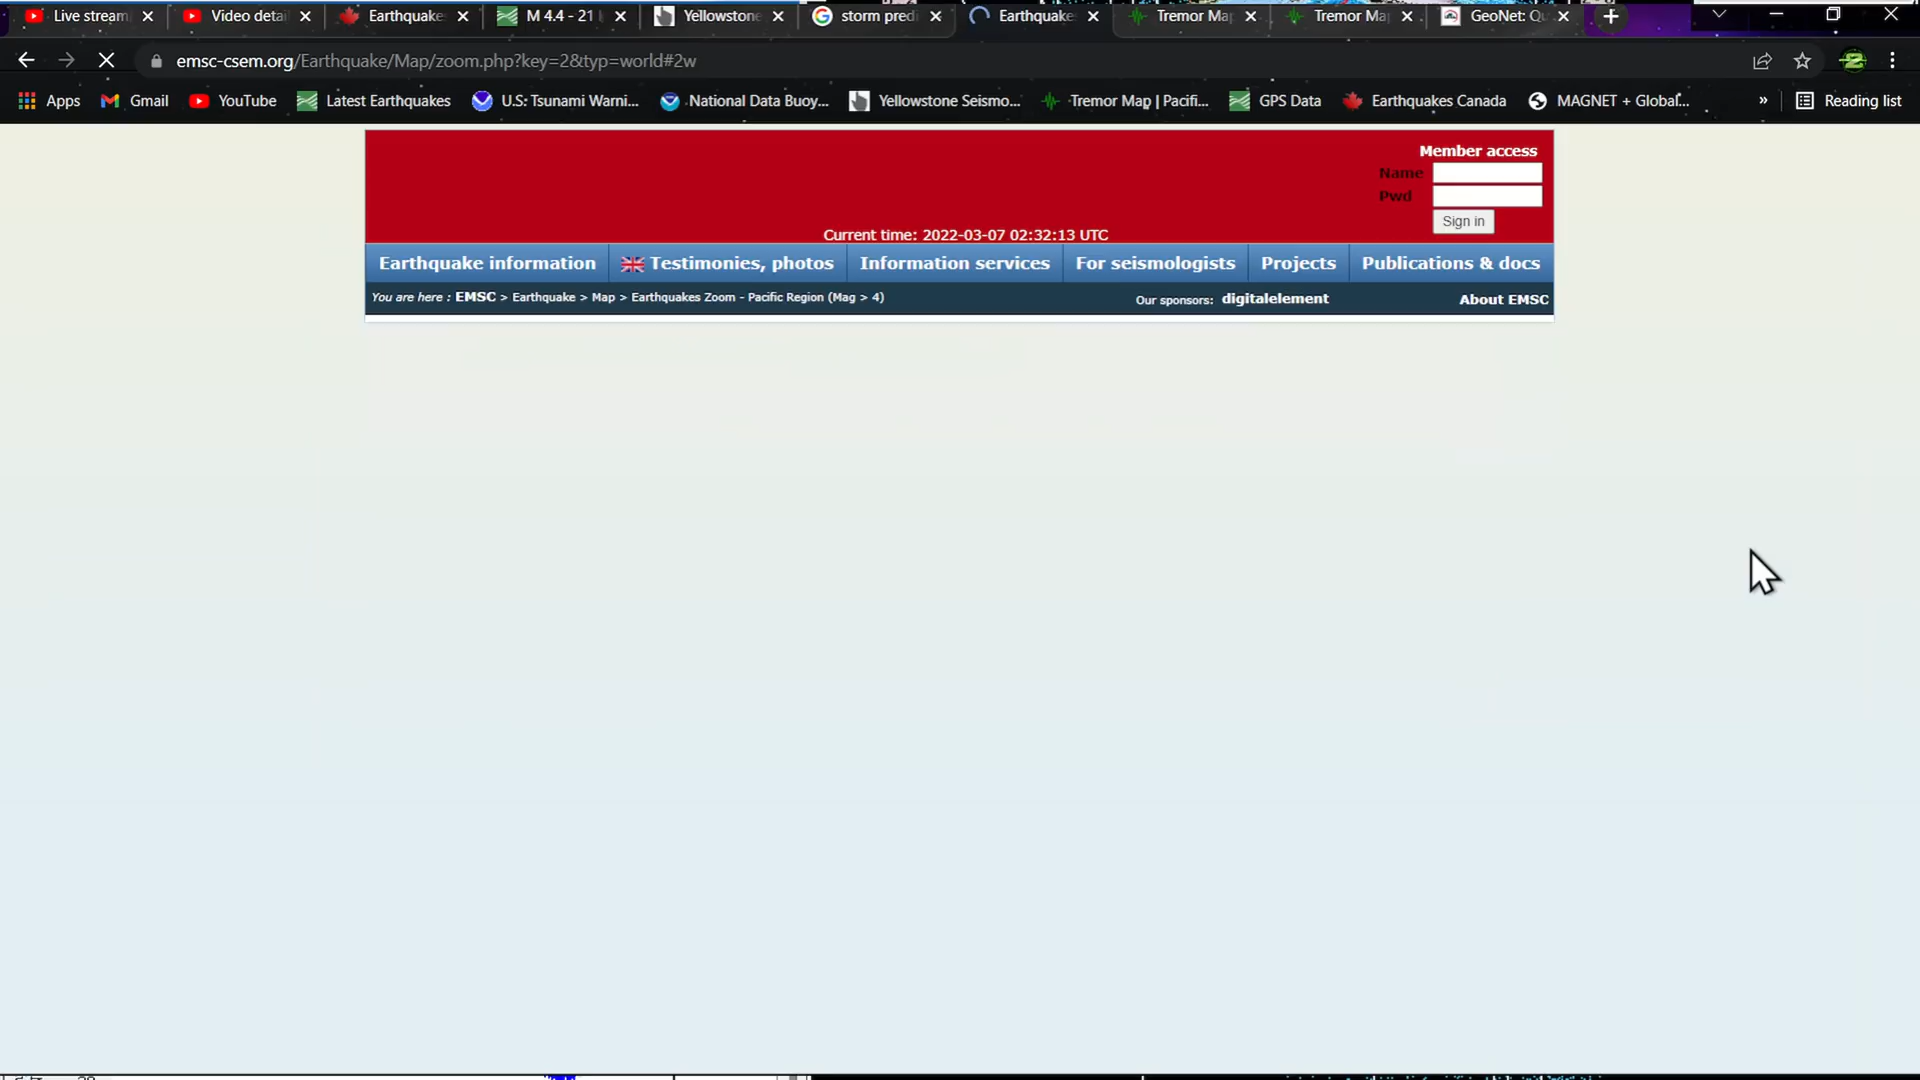 Live stream Video detai Earthquake M 4.4 - 21 Yellowstone storm pred Earthquake Tremor Ma Tremor Ma GeoNet: Qu
emsc-csem.org/Earthquake/Map/zoom.php?key=2&typ=world#2w
Apps Gmail YouTube Latest Earthquakes U.S. Tsunami Warni... National Data Buoy... Yellowstone Seismo... Tremor Map | Pacifi... GPS Data Earthquakes Canada MAGNET + Global... » Reading list
Member access
Name
Pwd
Sign in
Current time: 2022-03-07 02:32:13 UTC
Earthquake information Testimonies, photos Information services For seismologists Projects Publications & docs
You are here : EMSC > Earthquake > Map > Earthquakes Zoom - Pacific Region (Mag > 4) Our sponsors: digitalelement About EMSC